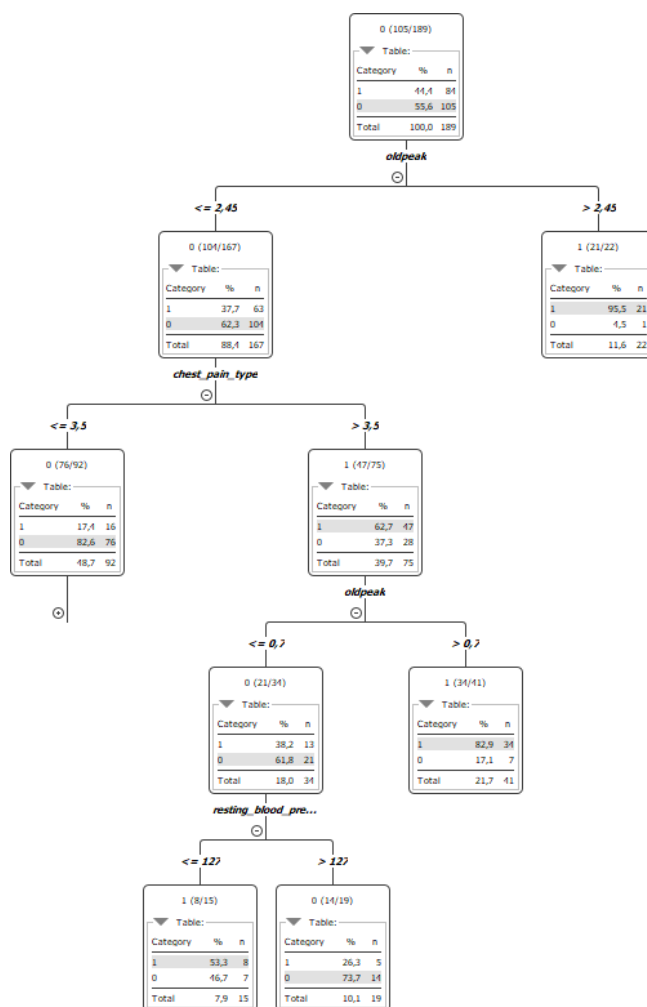 0 (105/189)
Table:
Category % n
1 44,4 84
0 55,6 105
Total 100,0 189
oldpeak
<= 2,45
> 2,45
0 (104/167)
Table:
Category % n
1 37,7 63
0 62,3 104
Total 88,4 167
1 (21/22)
Table:
Category % n
1 95,5 21
0 4,5 1
Total 11,6 22
chest_pain_type
<= 3,5
> 3,5
0 (76/92)
Table:
Category % n
1 17,4 16
0 82,6 76
Total 48,7 92
1 (47/75)
Table:
Category % n
1 62,7 47
0 37,3 28
Total 39,7 75
oldpeak
<= 0,7
> 0,7
0 (21/34)
Table:
Category % n
1 38,2 13
0 61,8 21
Total 18,0 34
1 (34/41)
Table:
Category % n
1 82,9 34
0 17,1 7
Total 21,7 41
resting_blood_pre...
<= 127
> 127
1 (8/15)
Table:
Category % n
1 53,3 8
0 46,7 7
Total 7,9 15
0 (14/19)
Table:
Category % n
1 26,3 5
0 73,7 14
Total 10,1 19